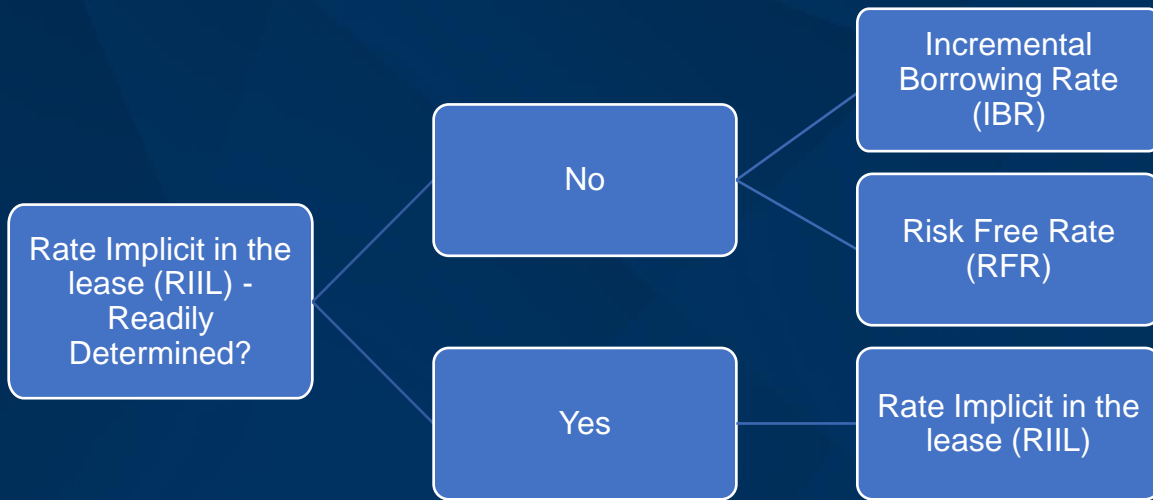 Rate Implicit in the
lease (RIIL) -
Readily
Determined?
No
Incremental
Borrowing Rate
(IBR)
Risk Free Rate
(RFR)
Yes
Rate Implicit in the
lease (RIIL)